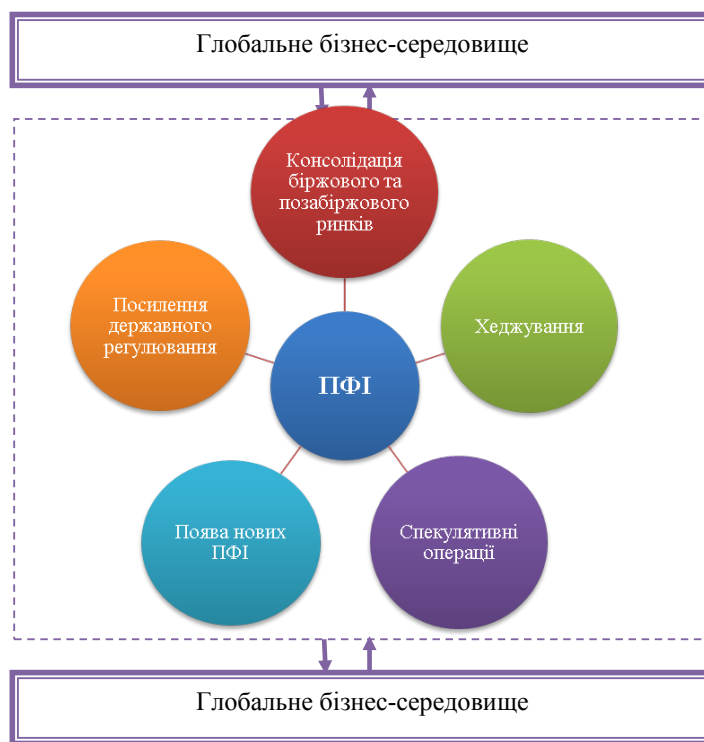 Глобальне бізнес-середовище
Консолідація
біржового та
позабіржового
ринків
Посилення
державного
регулювання
Хеджування
ПФІ
Поява нових
ПФІ
Спекулятивні
операції
Глобальне бізнес-середовище